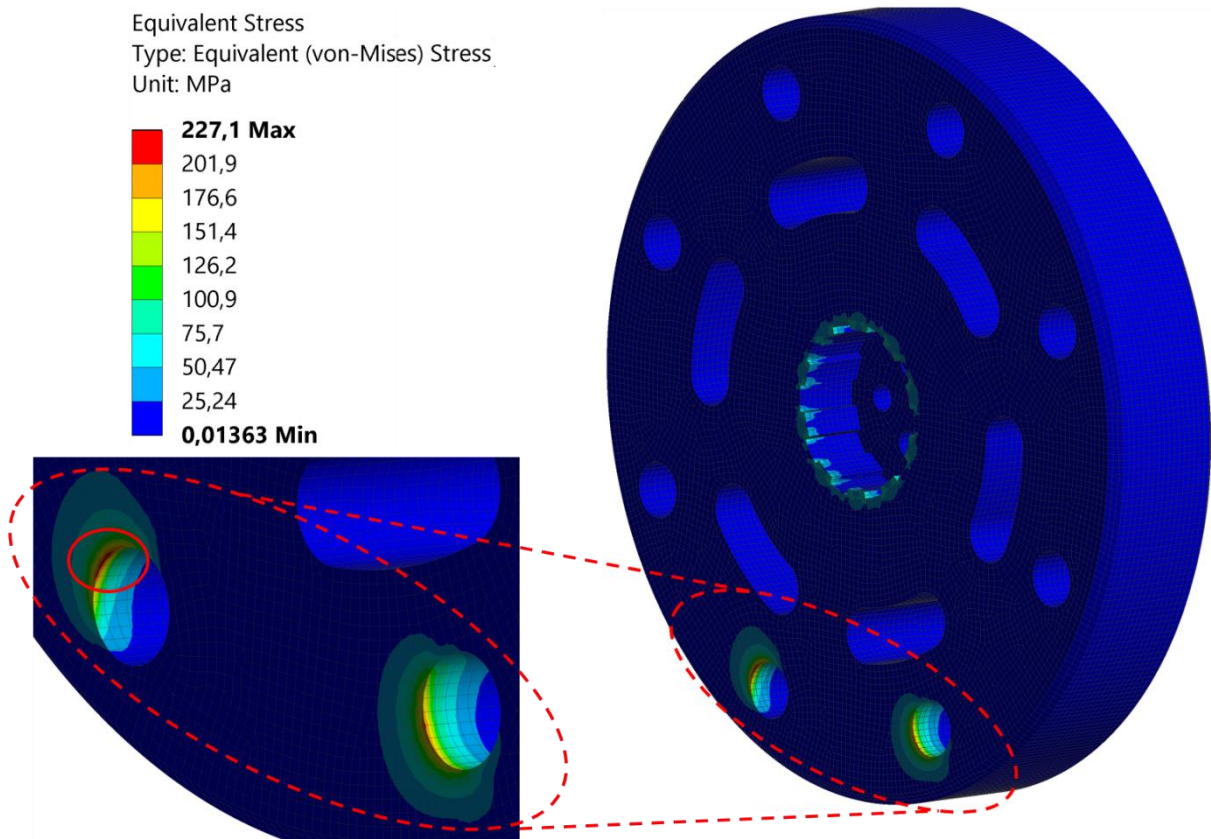 Equivalent Stress
Type: Equivalent (von-Mises) Stress
Unit: MPa
227,1 Max
201,9
176,6
151,4
126,2
100,9
75,7
50,47
25,24
0,01363 Min